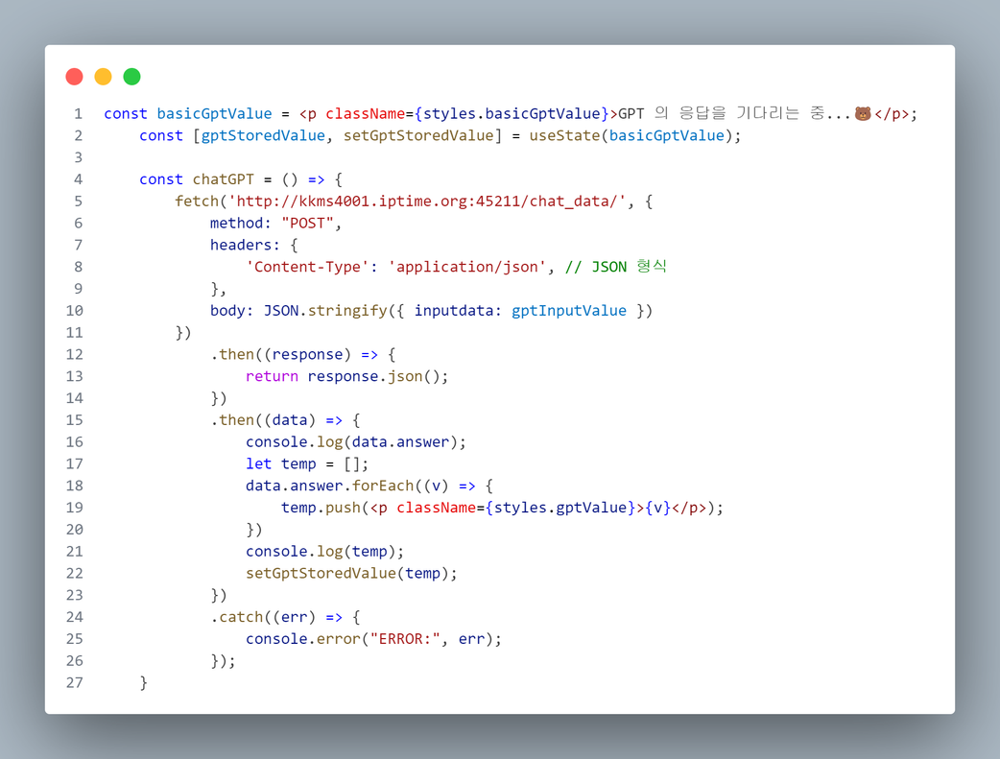 1 const basicGptValue = <p className={styles.basicGptValue}>GPT 의 응답을 기다리는 중...🐻</p>;
2     const [gptStoredValue, setGptStoredValue] = useState(basicGptValue);
3
4     const chatGPT = () => {
5         fetch('http://kkms4001.iptime.org:45211/chat_data/', {
6             method: "POST",
7             headers: {
8                 'Content-Type': 'application/json', // JSON 형식
9             },
10             body: JSON.stringify({ inputdata: gptInputValue })
11         })
12             .then((response) => {
13                 return response.json();
14             })
15             .then((data) => {
16                 console.log(data.answer);
17                 let temp = [];
18                 data.answer.forEach((v) => {
19                     temp.push(<p className={styles.gptValue}>{v}</p>);
20                 })
21                 console.log(temp);
22                 setGptStoredValue(temp);
23             })
24             .catch((err) => {
25                 console.error("ERROR:", err);
26             });
27     }